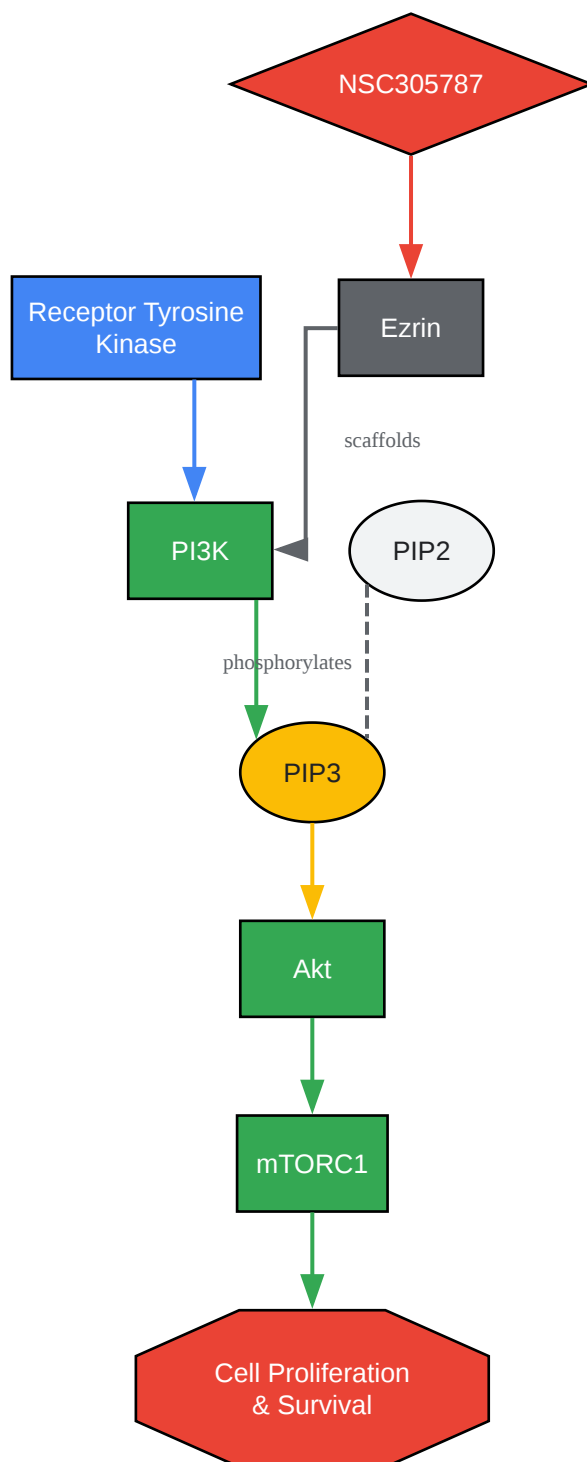 NSC305787
Receptor Tyrosine
Kinase
Ezrin
scaffolds
PI3K
PIP2
phosphorylates
PIP3
Akt
mTORC1
Cell Proliferation
& Survival